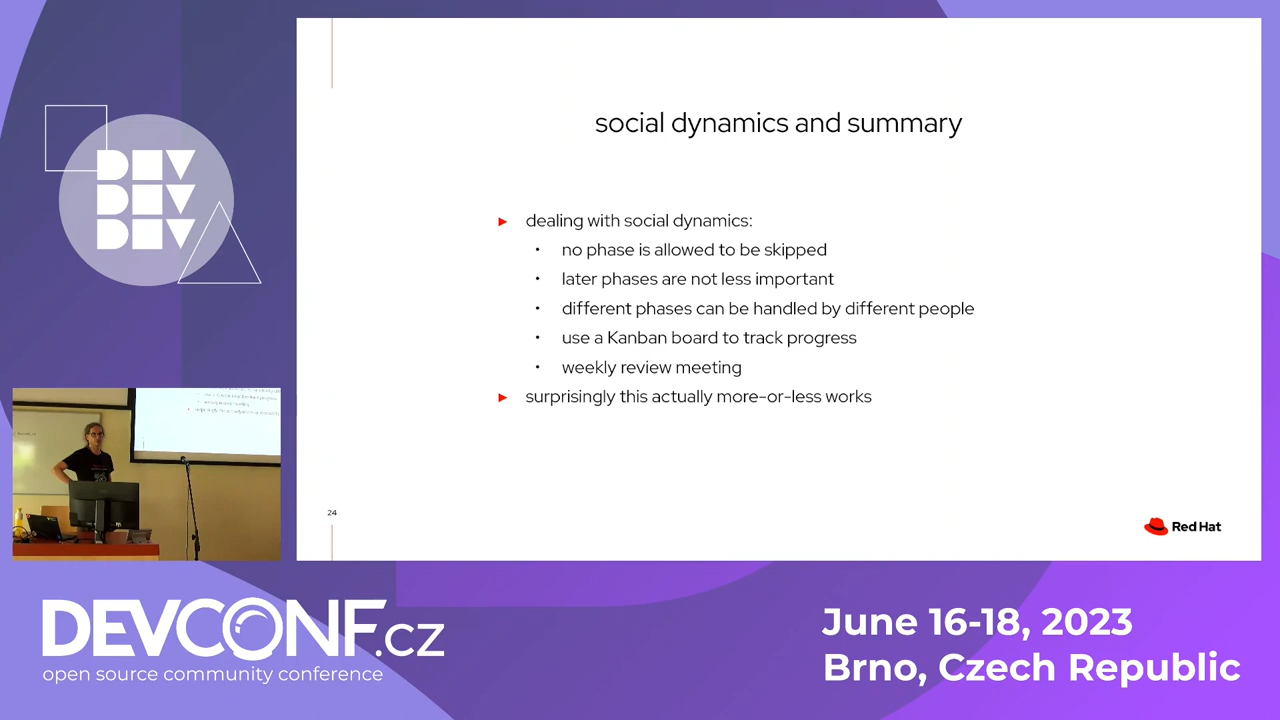 social dynamics and summary
► dealing with social dynamics:
• no phase is allowed to be skipped
• later phases are not less important
• different phases can be handled by different people
• use a Kanban board to track progress
• weekly review meeting
► surprisingly this actually more-or-less works
24
Red Hat
DEV
DEV
DEV
DEVCONF.cz
open source community conference
June 16-18, 2023
Brno, Czech Republic